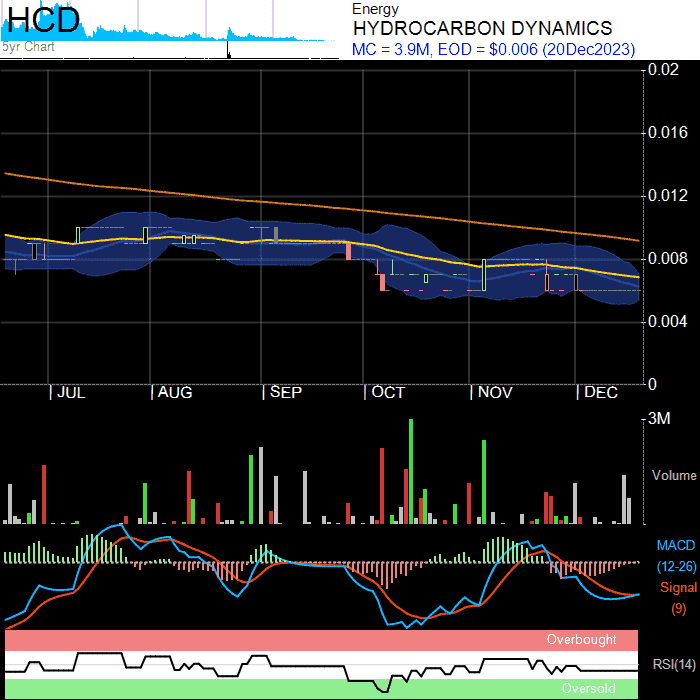 HCD
5yr Chart
Energy
HYDROCARBON DYNAMICS
MC = 3.9M, EOD = $0.006 (20Dec2023)
0.02
0.016
0.012
0.008
0.004
0
JUL
AUG
SEP
OCT
NOV
DEC
3M
Volume
MACD
(12-26)
Signal
(9)
Overbought
RSI(14)
Oversold